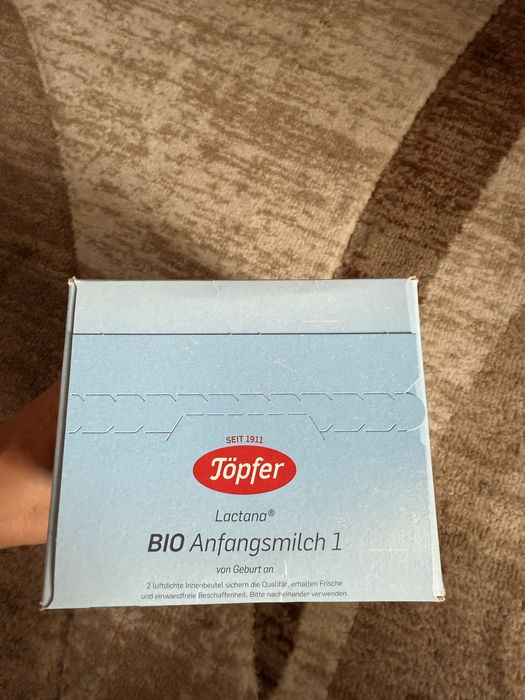 SEIT 1911
Töpfer
Lactana®
BIO Anfangsmilch 1
von Geburt an
2 luftdichte Innenbeutel sichern die Qualität, erhalten Frische
und einwandfreie Beschaffenheit. Bitte nacheinander verwenden.